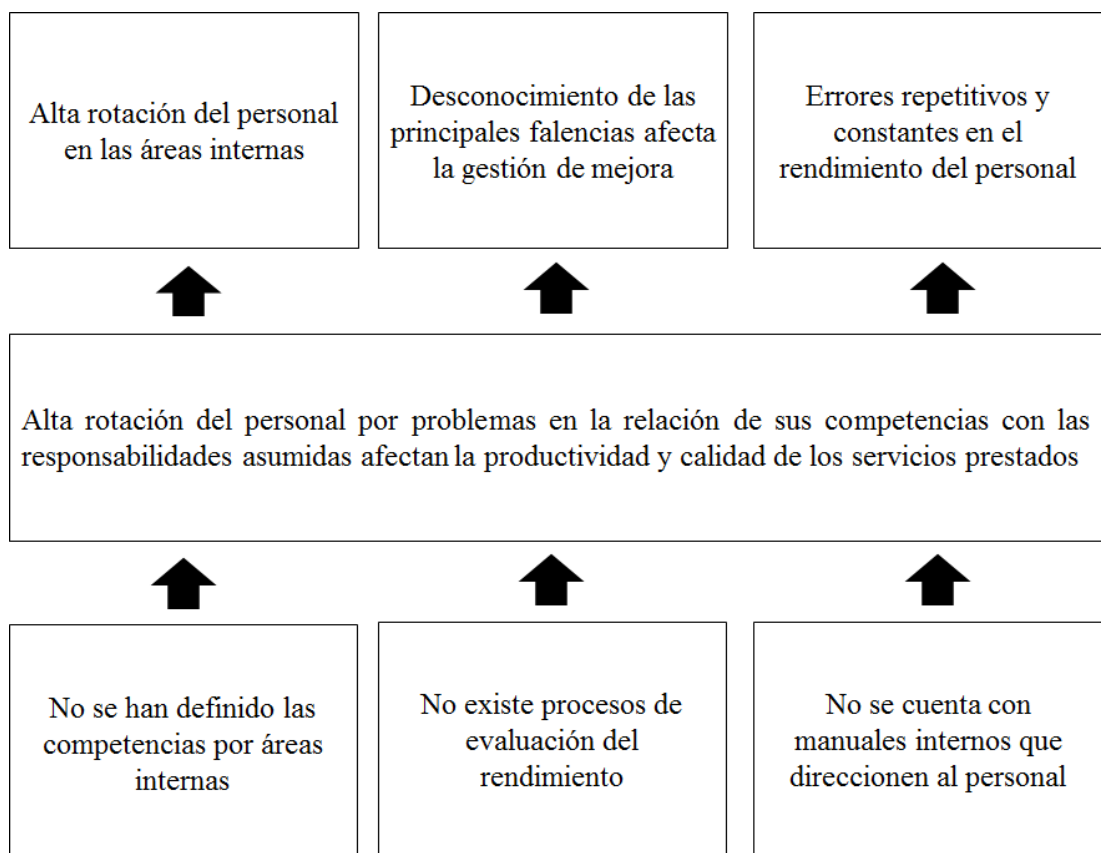 Alta rotación del personal
en las áreas internas
Desconocimiento de las
principales falencias afecta
la gestión de mejora
Errores repetitivos y
constantes en el
rendimiento del personal
Alta rotación del personal por problemas en la relación de sus competencias con las
responsabilidades asumidas afectan la productividad y calidad de los servicios prestados
No se han definido las
competencias por áreas
internas
No existe procesos de
evaluación del
rendimiento
No se cuenta con
manuales internos que
direccionen al personal